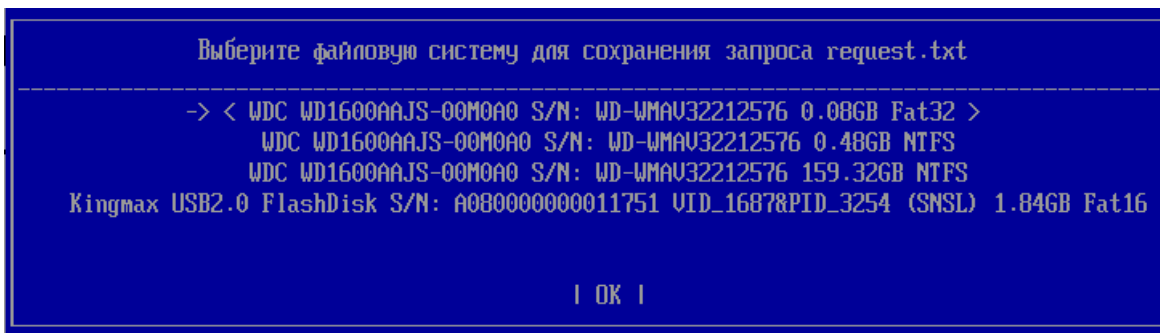 Выберите файловую систему для сохранения запроса request.txt
-> < WDC WD1600AAJS-00M0A0 S/N: WD-WMAV32212576 0.08GB Fat32 >
WDC WD1600AAJS-00M0A0 S/N: WD-WMAV32212576 0.48GB NTFS
WDC WD1600AAJS-00M0A0 S/N: WD-WMAV32212576 159.32GB NTFS
Kingmax USB2.0 FlashDisk S/N: A080000000011751 VID_1687&PID_3254 (SNSL) 1.84GB Fat16
| OK |